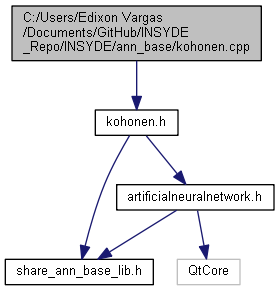 C:/Users/Edixon Vargas
/Documents/GitHub/INSYDE
_Repo/INSYDE/ann_base/kohonen.cpp
kohonen.h
artificialneuralnetwork.h
share_ann_base_lib.h
QtCore